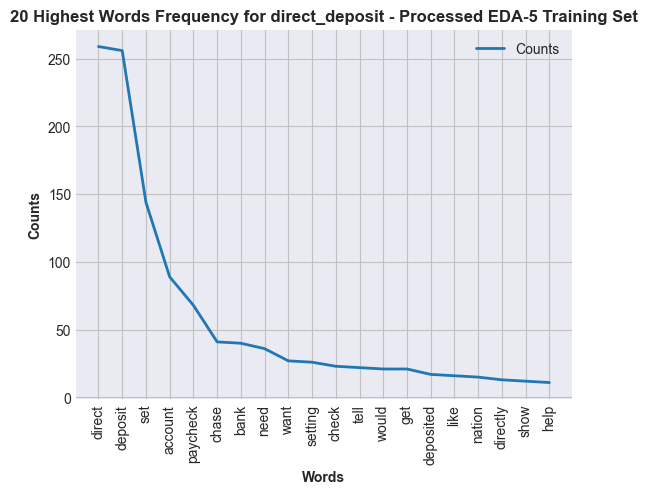 20 Highest Words Frequency for direct_deposit - Processed EDA-5 Training Set
Counts
250
200
150
100
50
0
Counts
direct
deposit
set
account
paycheck
chase
bank
need
want
setting
check
tell
would
get
deposited
like
nation
directly
show
help
Words